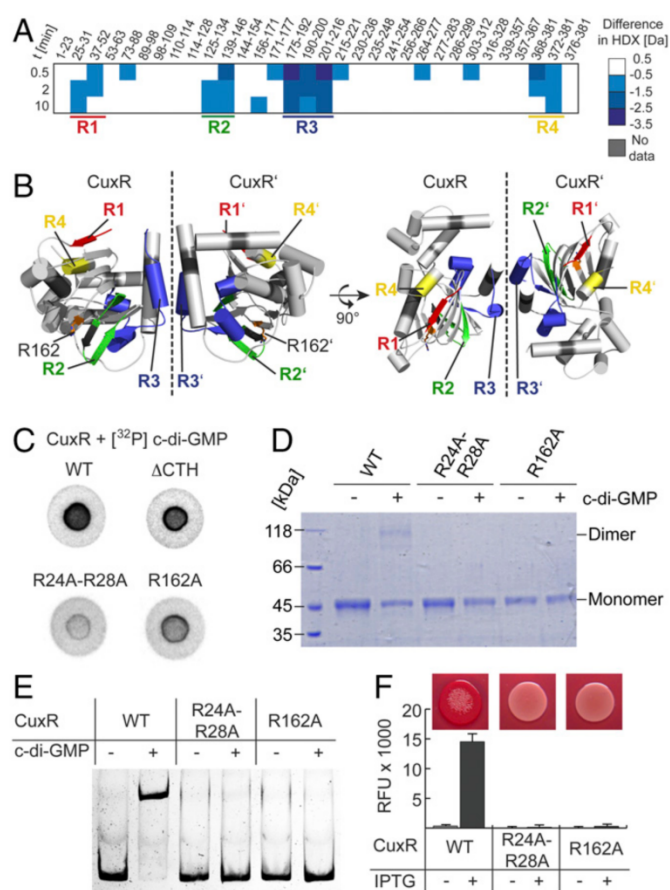 A
t [min]
1-23
25-31
37-52
53-63
73-88
89-98
98-109
110-114
114-128
125-134
139-146
144-154
156-171
171-177
175-192
190-200
201-216
215-221
230-236
235-248
241-254
256-266
264-277
277-283
286-299
303-312
316-328
339-357
357-367
368-381
372-381
376-381
0.5
2
10
R1
R2
R3
R4
Difference
in HDX [Da]
0.5
-0.5
-1.5
-2.5
-3.5
No
data
B
CuxR
CuxR‘
CuxR
CuxR‘
R4
R1
R1‘
R4‘
R162
R2
R3
R3‘
R162‘
R2‘
90°
R4
R1
R2
R3
R2‘
R1‘
R4‘
R3‘
C
CuxR + [32P] c-di-GMP
WT
ΔCTH
R24A-R28A
R162A
D
WT
R24A-
R28A
R162A
[kDa]
- + - + - + c-di-GMP
118
66
45
35
Dimer
Monomer
E
CuxR
WT
R24A-
R28A
R162A
c-di-GMP - + - + - +
F
RFU x 1000
20
15
10
5
CuxR
WT
R24A-
R28A
R162A
IPTG - + - + - +